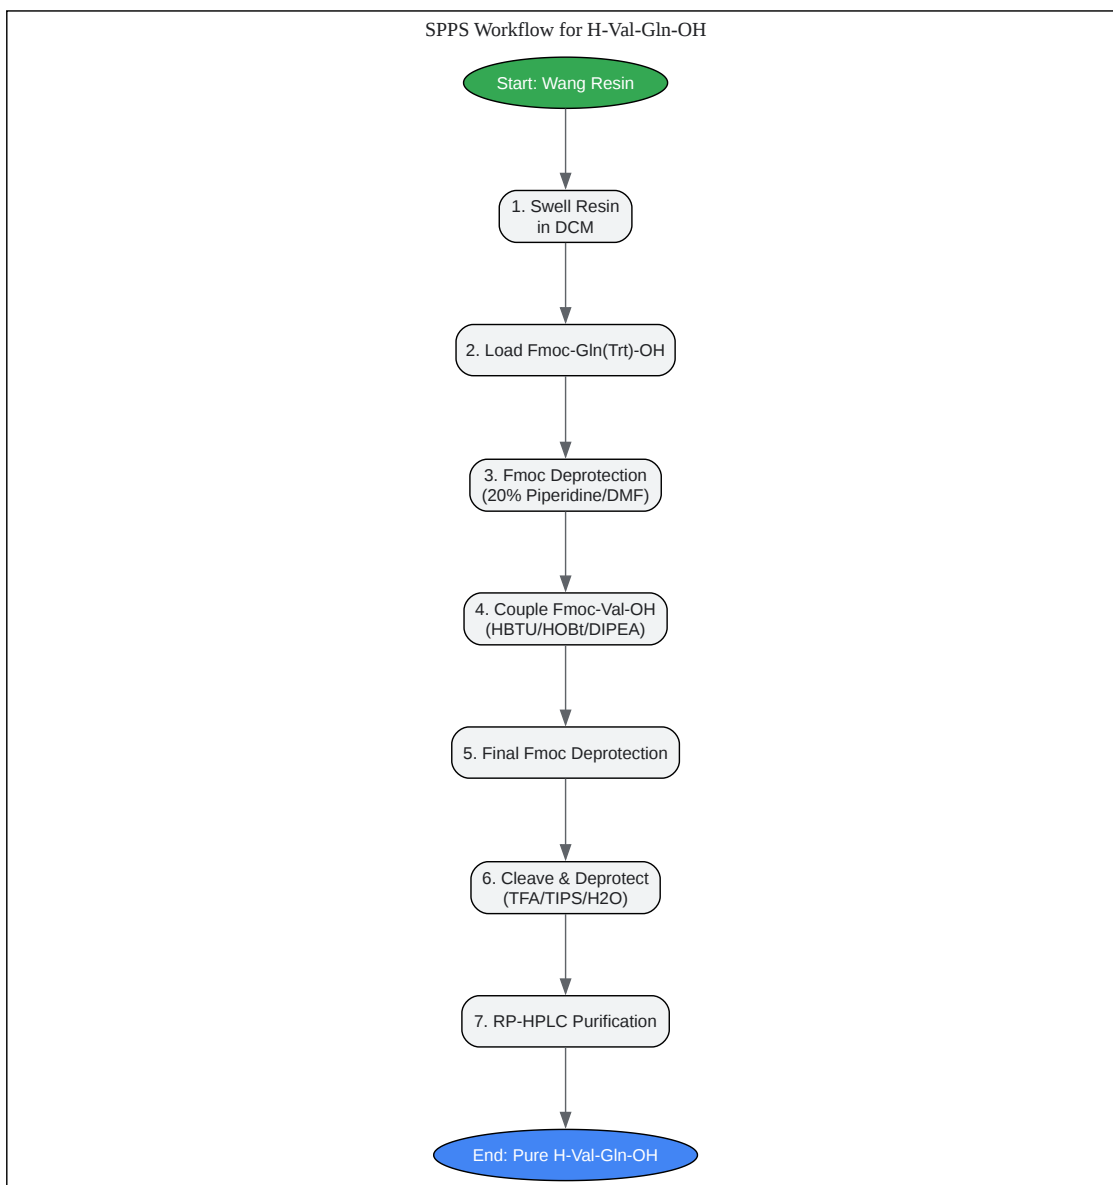 SPPS Workflow for H-Val-Gln-OH
Start: Wang Resin
1. Swell Resin
in DCM
2. Load Fmoc-Gln(Trt)-OH
3. Fmoc Deprotection
(20% Piperidine/DMF)
4. Couple Fmoc-Val-OH
(HBTU/HOBt/DIPEA)
5. Final Fmoc Deprotection
6. Cleave & Deprotect
(TFA/TIPS/H2O)
7. RP-HPLC Purification
End: Pure H-Val-Gln-OH